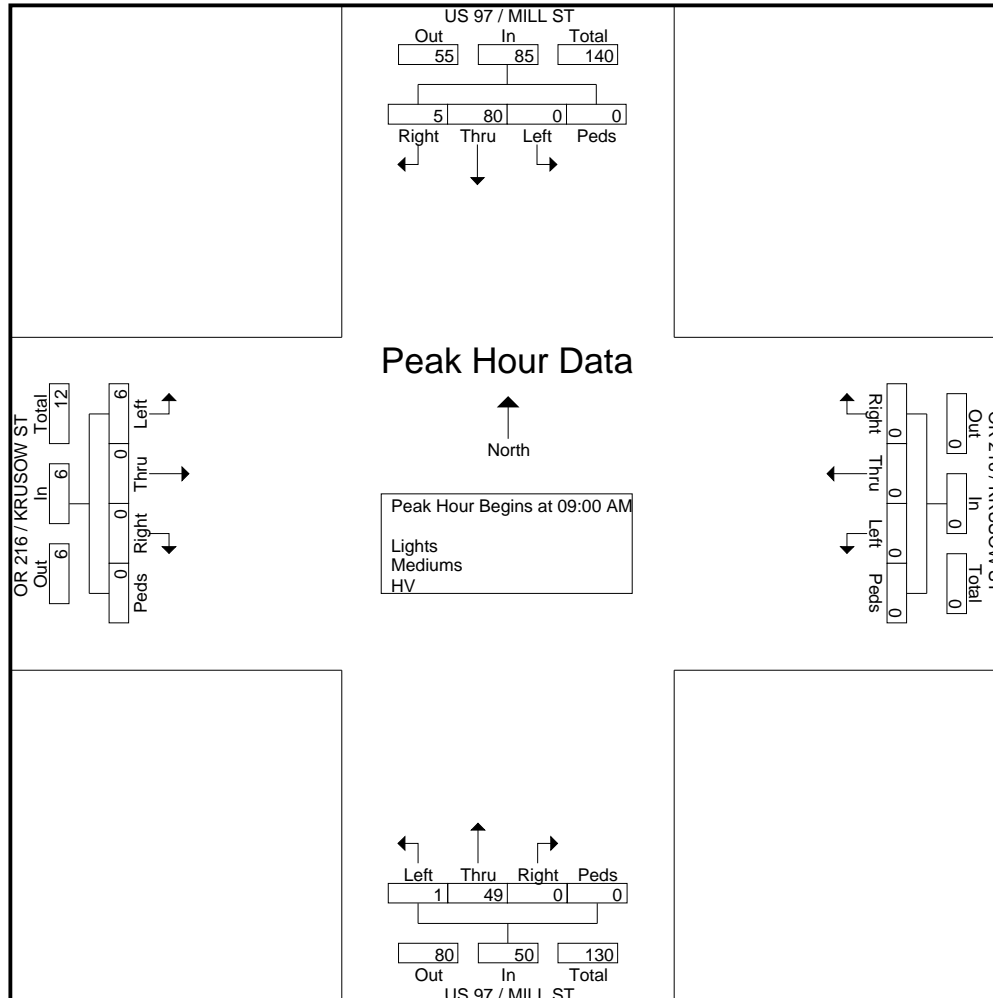 US 97 / MILL ST
Out In Total
55 85 140
5 80 0 0
Right Thru Left Peds
Peak Hour Data
North
Peak Hour Begins at 09:00 AM
Lights
Mediums
HV
OR 216 / KRUSOW ST
Total In Out
12 6 6
6 0 0 0
Left Thru Right Peds
Right Thru Left Peds
0 0 0 0
Out In Total
0 0 0
Left Thru Right Peds
1 49 0 0
80 50 130
Out In Total
US 97 / MILL ST